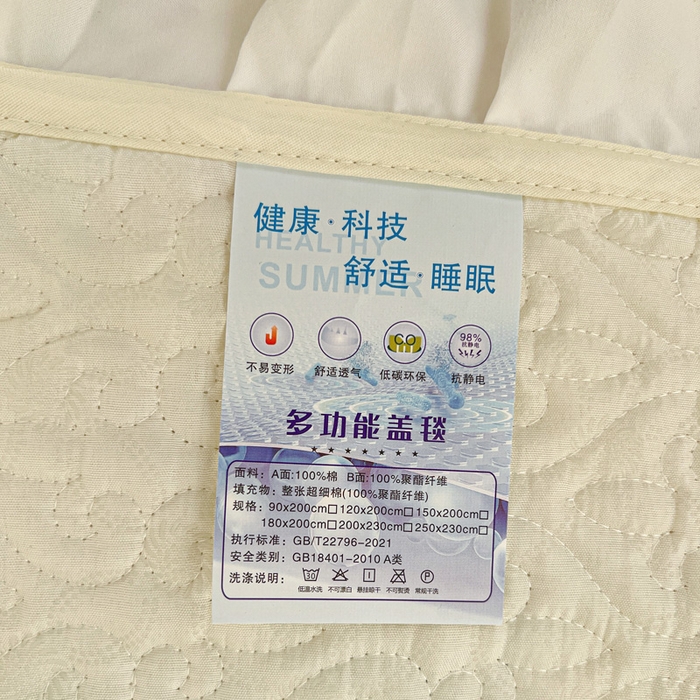 健康·科技
HEALTHY
舒适·睡眠
SUMMER
CO
98%
抗静电
不易变形
舒适透气
低碳环保
抗静电
多功能盖毯
面料：A面:100%棉 B面:100%聚酯纤维
填充物：整张超细棉(100%聚酯纤维)
规格：90x200cm□ 120x200cm□ 150x200cm□
180x200cm□ 200x230cm□ 250x230cm□
执行标准：GB/T22796-2021
安全类别：GB18401-2010 A类
洗涤说明：
30
P
低温水洗 不可漂白 悬挂晾干 不可熨烫 常规干洗